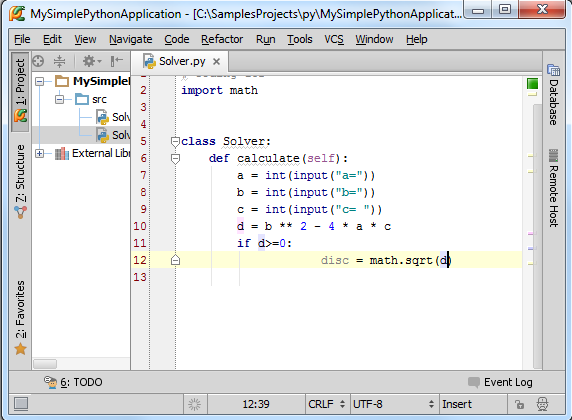 MySimplePythonApplication - [C:\SamplesProjects\py\MySimplePythonApplicat...
File Edit View Navigate Code Refactor Run Tools VCS Window Help
1: Project
7: Structure
2: Favorites
MySimpleP
src
Solv
Solv
External Libr
Solver.py
1
2 import math
3
4
5 class Solver:
6 def calculate(self):
7 a = int(input("a="))
8 b = int(input("b="))
9 c = int(input("c= "))
10 d = b ** 2 - 4 * a * c
11 if d>=0:
12 disc = math.sqrt(d)
13
Database
Remote Host
6: TODO
Event Log
12:39 CRLF UTF-8 Insert